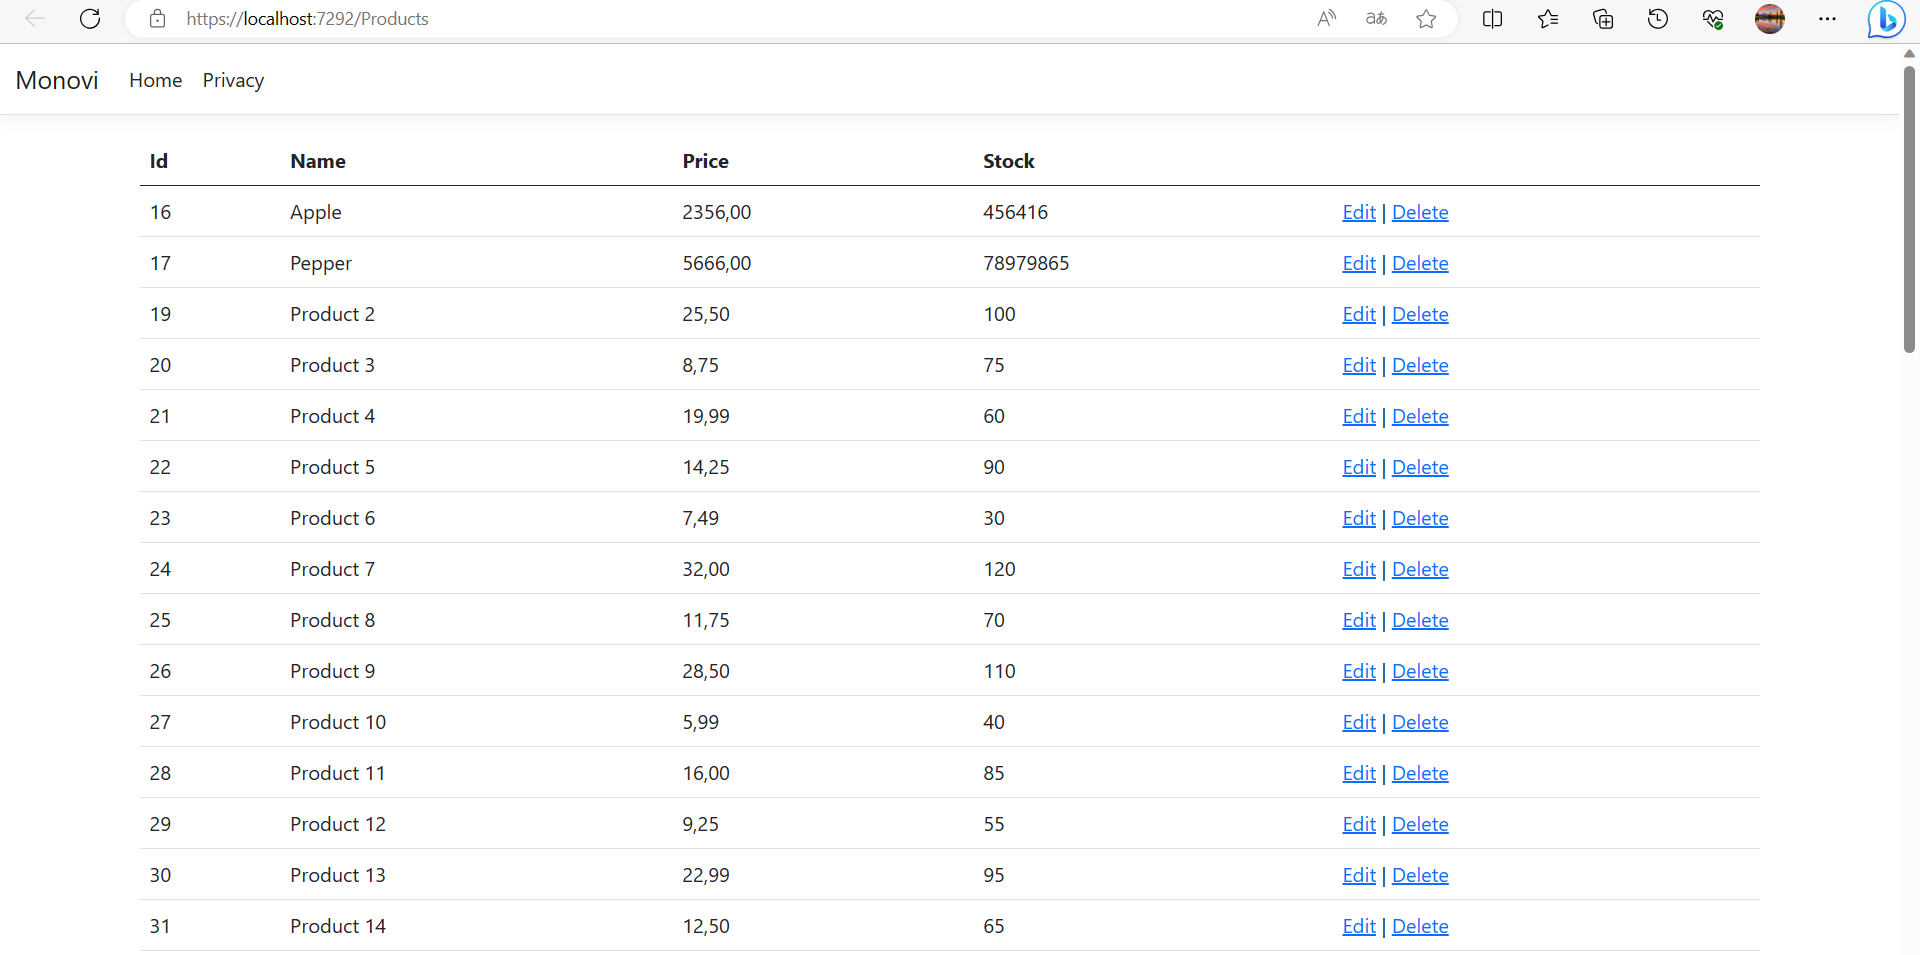 https://localhost:7292/Products
Monovi Home Privacy
Id Name Price Stock
16 Apple 2356,00 456416 Edit | Delete
17 Pepper 5666,00 78979865 Edit | Delete
19 Product 2 25,50 100 Edit | Delete
20 Product 3 8,75 75 Edit | Delete
21 Product 4 19,99 60 Edit | Delete
22 Product 5 14,25 90 Edit | Delete
23 Product 6 7,49 30 Edit | Delete
24 Product 7 32,00 120 Edit | Delete
25 Product 8 11,75 70 Edit | Delete
26 Product 9 28,50 110 Edit | Delete
27 Product 10 5,99 40 Edit | Delete
28 Product 11 16,00 85 Edit | Delete
29 Product 12 9,25 55 Edit | Delete
30 Product 13 22,99 95 Edit | Delete
31 Product 14 12,50 65 Edit | Delete